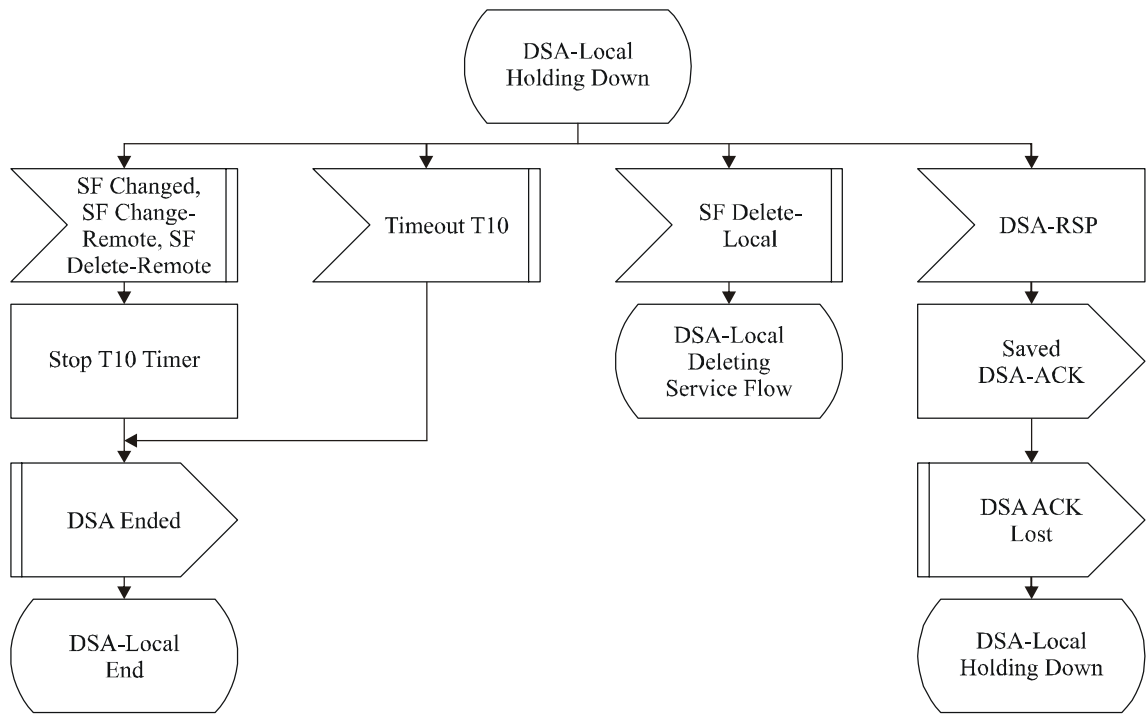 DSA-Local
Holding Down
SF Changed,
SF Change-
Remote, SF
Delete-Remote
Timeout T10
SF Delete-
Local
DSA-RSP
Stop T10 Timer
DSA-Local
Deleting
Service Flow
Saved
DSA-ACK
DSA Ended
DSA ACK
Lost
DSA-Local
End
DSA-Local
Holding Down